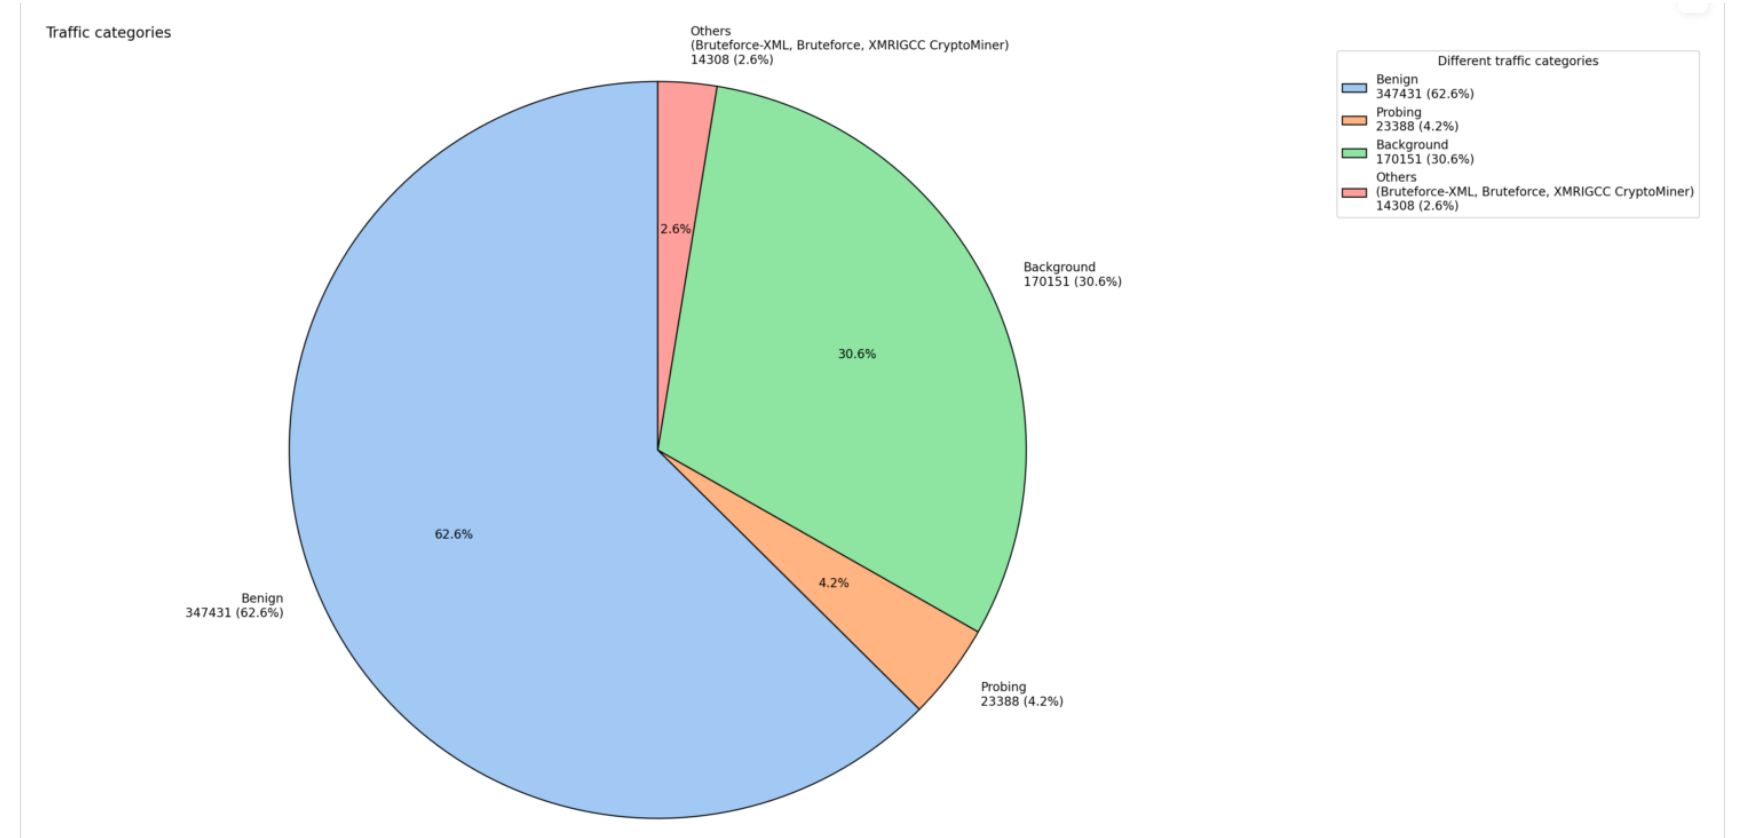 Traffic categories
Others
(Bruteforce-XML, Bruteforce, XMRIGCC CryptoMiner)
14308 (2.6%)
Different traffic categories
Benign
347431 (62.6%)
Probing
23388 (4.2%)
Background
170151 (30.6%)
Others
(Bruteforce-XML, Bruteforce, XMRIGCC CryptoMiner)
14308 (2.6%)
2.6%
Background
170151 (30.6%)
30.6%
62.6%
4.2%
Benign
347431 (62.6%)
Probing
23388 (4.2%)